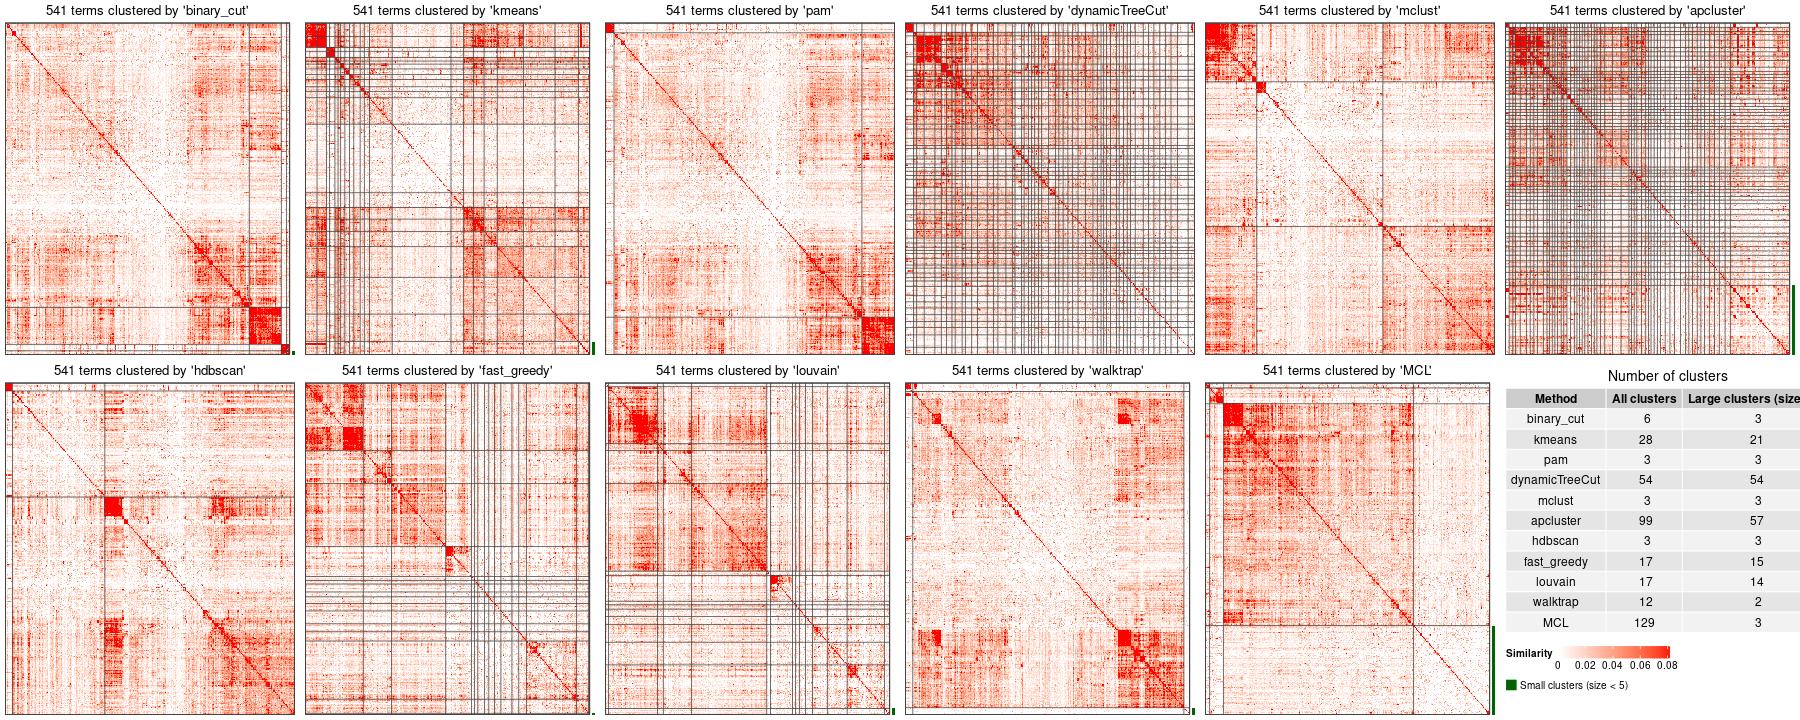 541 terms clustered by 'binary_cut'
541 terms clustered by 'kmeans'
541 terms clustered by 'pam'
541 terms clustered by 'dynamicTreeCut'
541 terms clustered by 'mclust'
541 terms clustered by 'apcluster'
541 terms clustered by 'hdbscan'
541 terms clustered by 'fast_greedy'
541 terms clustered by 'louvain'
541 terms clustered by 'walktrap'
541 terms clustered by 'MCL'
Number of clusters
Method All clusters Large clusters (size
binary_cut 6 3
kmeans 28 21
pam 3 3
dynamicTreeCut 54 54
mclust 3 3
apcluster 99 57
hdbscan 3 3
fast_greedy 17 15
louvain 17 14
walktrap 12 2
MCL 129 3
Similarity
0 0.02 0.04 0.06 0.08
Small clusters (size < 5)